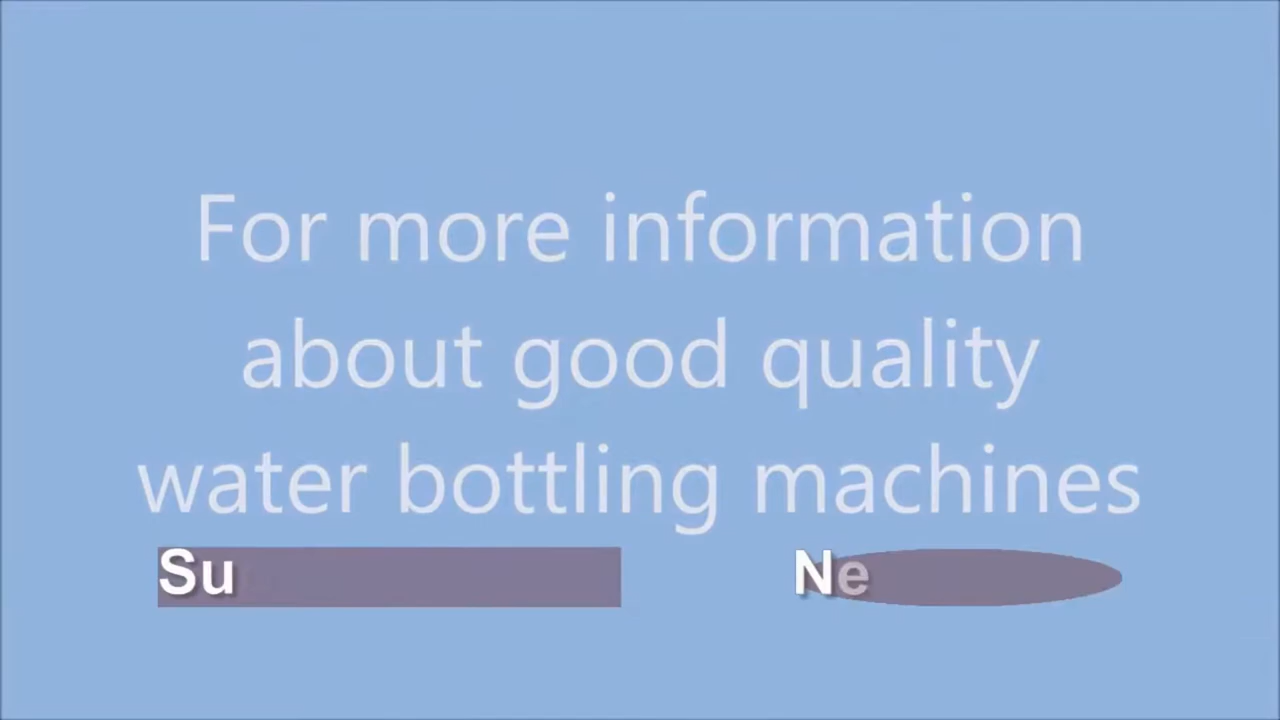 For more information
about good quality
water bottling machines
Su Ne